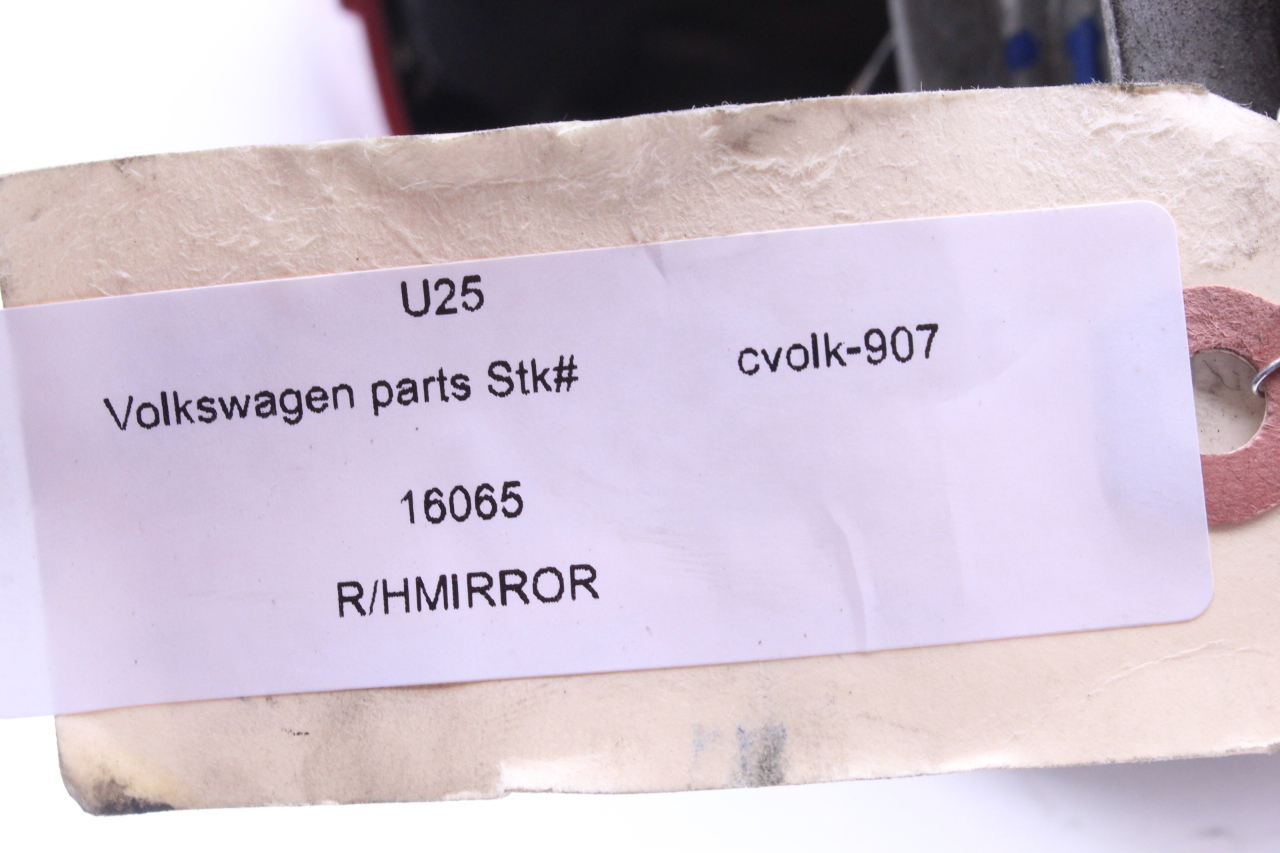 U25
Volkswagen parts Stk# cvolk-907
16065
R/HMIRROR